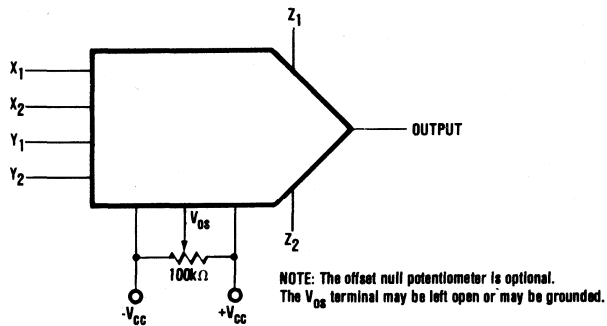 Z1
X1
X2
Y1
Y2
OUTPUT
VOS
Z2
100kΩ
-VCC
+VCC
NOTE: The offset null potentiometer is optional.
The VOS terminal may be left open or may be grounded.